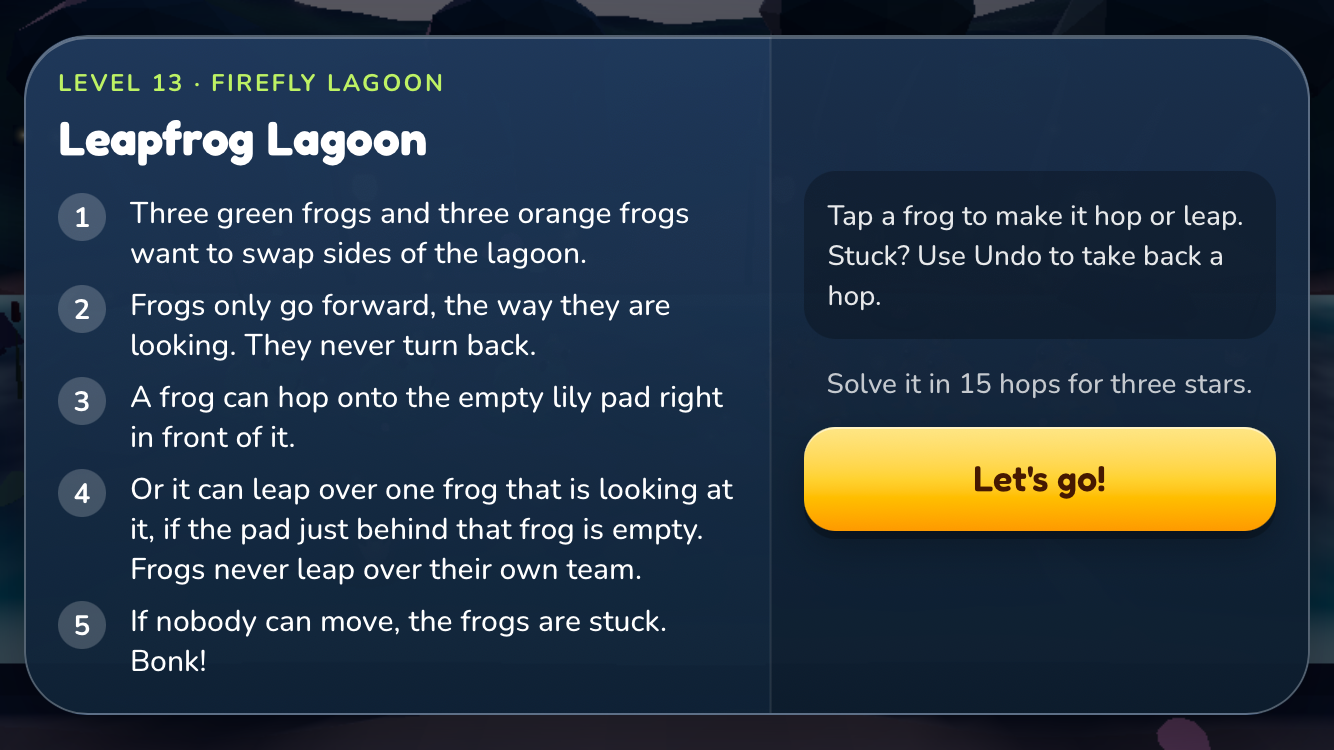 LEVEL 13 · FIREFLY LAGOON
Leapfrog Lagoon
1
Three green frogs and three orange frogs
want to swap sides of the lagoon.
2
Frogs only go forward, the way they are
looking. They never turn back.
3
A frog can hop onto the empty lily pad right
in front of it.
4
Or it can leap over one frog that is looking at
it, if the pad just behind that frog is empty.
Frogs never leap over their own team.
5
If nobody can move, the frogs are stuck.
Bonk!
Tap a frog to make it hop or leap.
Stuck? Use Undo to take back a
hop.
Solve it in 15 hops for three stars.
Let's go!